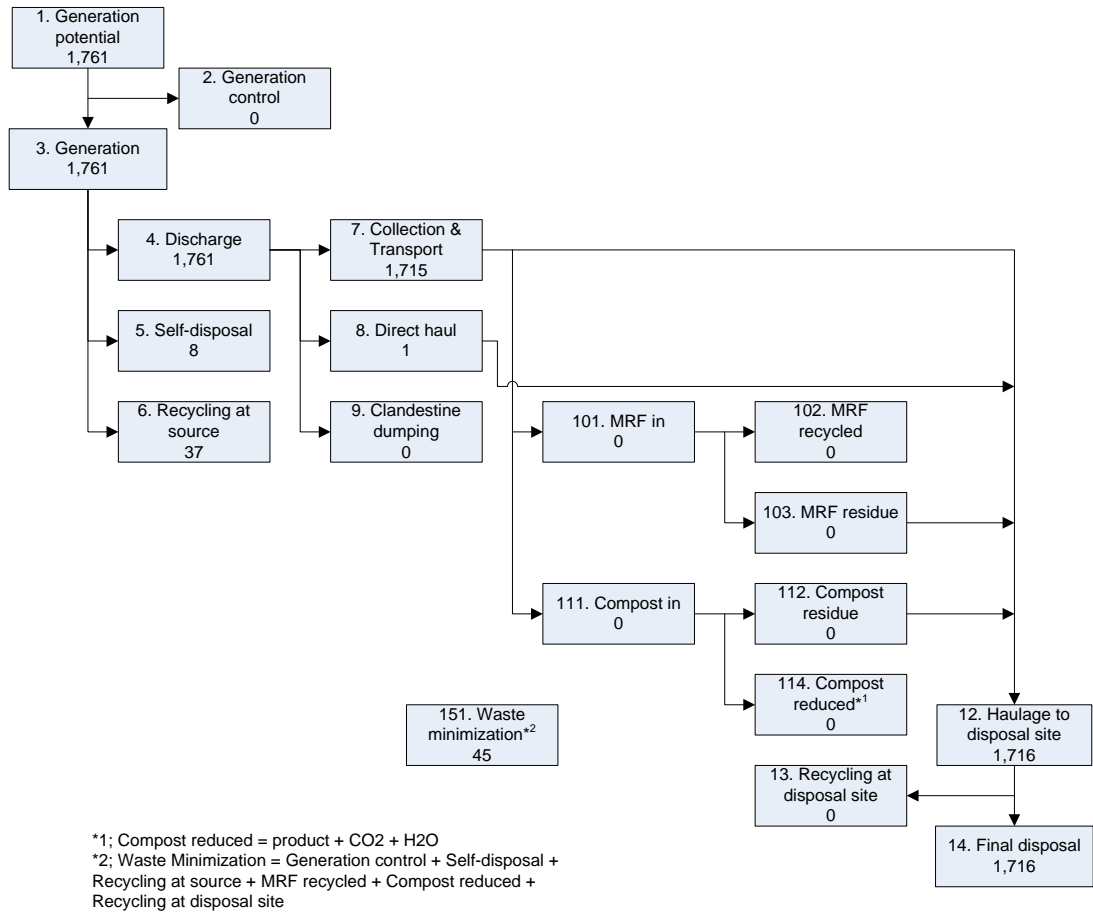 1. Generation
potential
1,761
2. Generation
control
0
3. Generation
1,761
4. Discharge
1,761
7. Collection &
Transport
1,715
5. Self-disposal
8
8. Direct haul
1
6. Recycling at
source
37
9. Clandestine
dumping
0
101. MRF in
0
102. MRF
recycled
0
103. MRF residue
0
111. Compost in
0
112. Compost
residue
0
114. Compost
reduced*1
0
151. Waste
minimization*2
45
12. Haulage to
disposal site
1,716
13. Recycling at
disposal site
0
14. Final disposal
1,716
*1; Compost reduced = product + CO2 + H2O
*2; Waste Minimization = Generation control + Self-disposal +
Recycling at source + MRF recycled + Compost reduced +
Recycling at disposal site